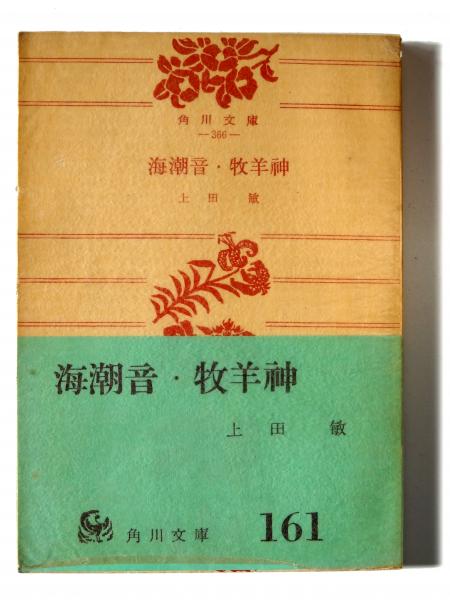 角川文庫
—366—
海潮音・牧羊神
上田 敏
海潮音・牧羊神
上田 敏
角川文庫 161